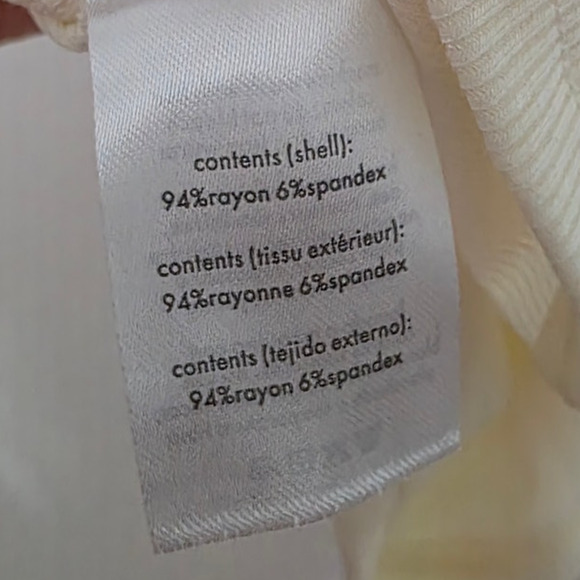 contents (shell):
94%rayon 6%spandex
contents (tissu extérieur):
94%rayonne 6%spandex
contents (tejido externo):
94%rayon 6%spandex